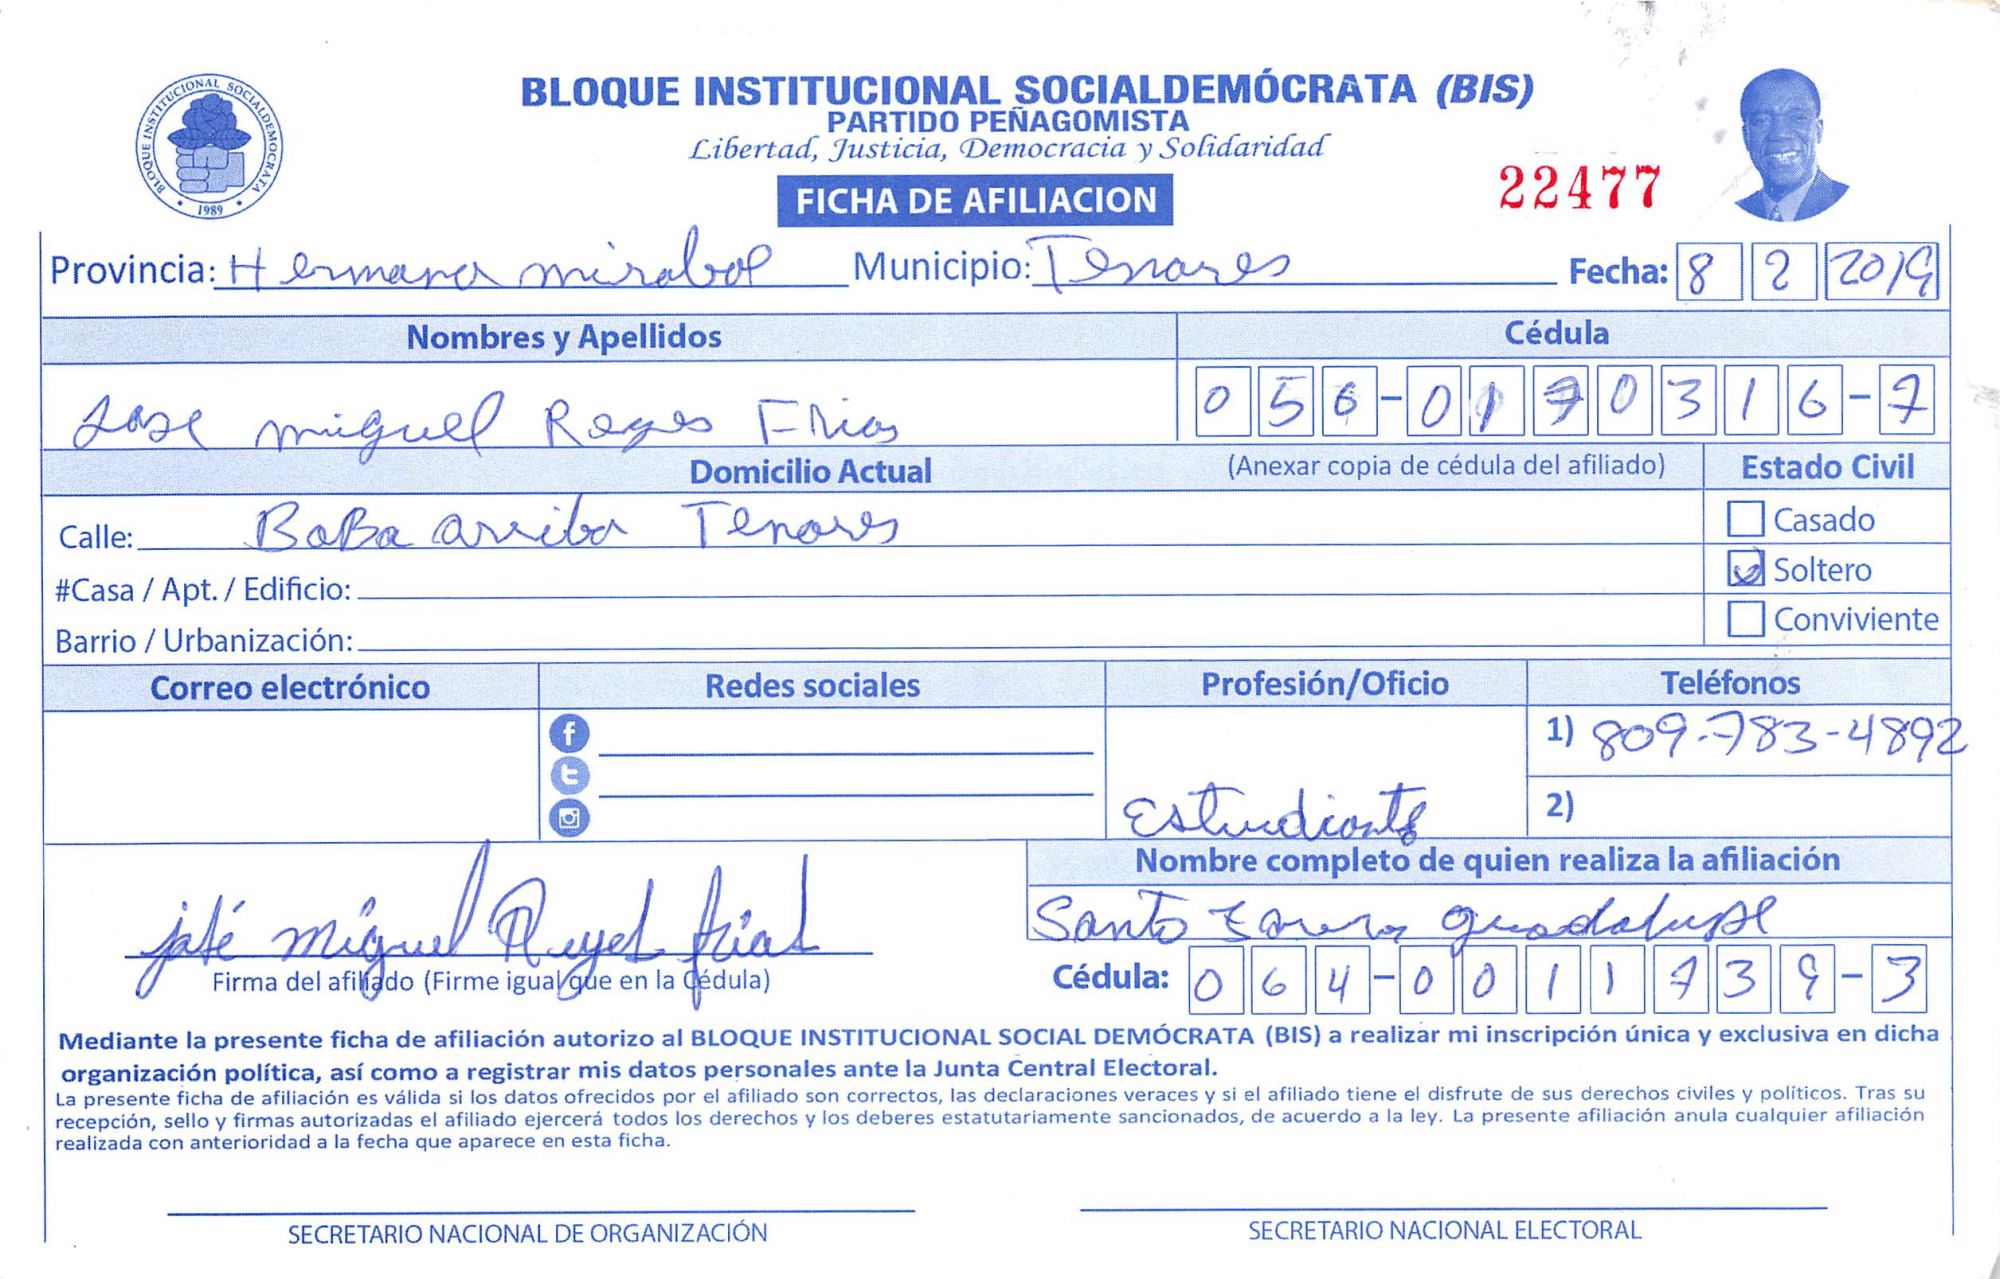 BLOQUE INSTITUCIONAL SOCIALDEMOCRATA
1989
BLOQUE INSTITUCIONAL SOCIALDEMÓCRATA (BIS)
PARTIDO PEÑAGOMISTA
Libertad, Justicia, Democracia y Solidaridad
FICHA DE AFILIACION
22477
Provincia: Hermana mirabal Municipio: Tenares Fecha: 8 2 2019
Nombres y Apellidos Cédula
Jose miguel Reyes Frias 056-0170316-7
Domicilio Actual (Anexar copia de cédula del afiliado) Estado Civil
Calle: BoBa arriba Tenares Casado
#Casa / Apt. / Edificio: Soltero
Barrio / Urbanización: Conviviente
Correo electrónico Redes sociales Profesión/Oficio Teléfonos
1) 809-783-4892
Estudiante 2)
Nombre completo de quien realiza la afiliación
José Miguel Reyes frias Santo Guadalupe
Firma del afiliado (Firme igual que en la Cédula) Cédula: 064-0011739-3
Mediante la presente ficha de afiliación autorizo al BLOQUE INSTITUCIONAL SOCIAL DEMÓCRATA (BIS) a realizar mi inscripción única y exclusiva en dicha
organización política, así como a registrar mis datos personales ante la Junta Central Electoral.
La presente ficha de afiliación es válida si los datos ofrecidos por el afiliado son correctos, las declaraciones veraces y si el afiliado tiene el disfrute de sus derechos civiles y políticos. Tras su
recepción, sello y firmas autorizadas el afiliado ejercerá todos los derechos y los deberes estatutariamente sancionados, de acuerdo a la ley. La presente afiliación anula cualquier afiliación
realizada con anterioridad a la fecha que aparece en esta ficha.
SECRETARIO NACIONAL DE ORGANIZACIÓN SECRETARIO NACIONAL ELECTORAL